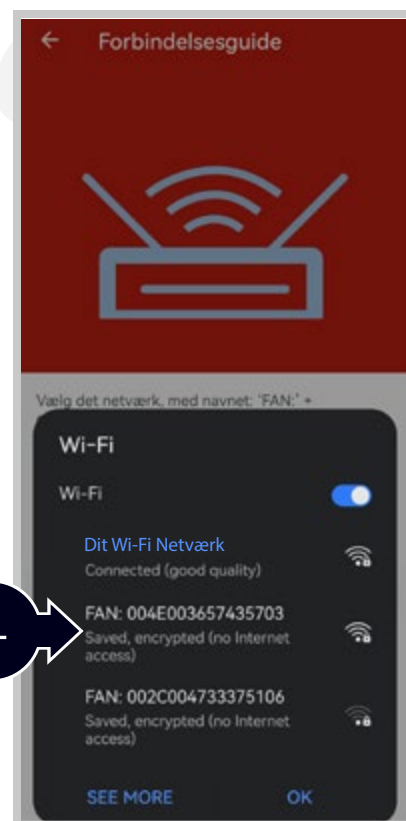 Forbindelsesguide
Vælg det netværk, med navnet: 'FAN:' +
Wi-Fi
Wi-Fi
Dit Wi-Fi Netværk
Connected (good quality)
FAN: 004E003657435703
Saved, encrypted (no Internet
access)
FAN: 002C004733375106
Saved, encrypted (no Internet
access)
SEE MORE OK